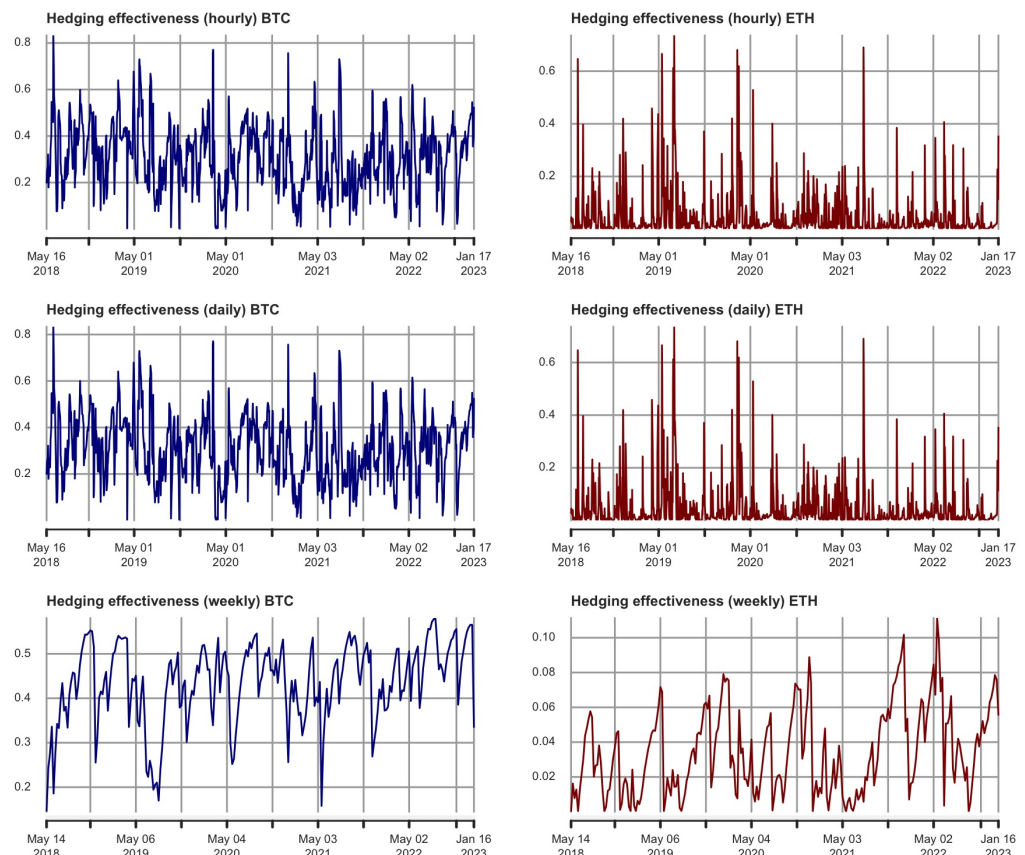 Hedging effectiveness (hourly) BTC
0.8
0.6
0.4
0.2
May 16 May 01 May 01 May 03 May 02 Jan 17
2018 2019 2020 2021 2022 2023
Hedging effectiveness (hourly) ETH
0.6
0.4
0.2
May 16 May 01 May 01 May 03 May 02 Jan 17
2018 2019 2020 2021 2022 2023
Hedging effectiveness (daily) BTC
0.8
0.6
0.4
0.2
May 16 May 01 May 01 May 03 May 02 Jan 17
2018 2019 2020 2021 2022 2023
Hedging effectiveness (daily) ETH
0.6
0.4
0.2
May 16 May 01 May 01 May 03 May 02 Jan 17
2018 2019 2020 2021 2022 2023
Hedging effectiveness (weekly) BTC
0.5
0.4
0.3
0.2
May 14 May 06 May 04 May 03 May 02 Jan 16
2018 2019 2020 2021 2022 2023
Hedging effectiveness (weekly) ETH
0.10
0.08
0.06
0.04
0.02
May 14 May 06 May 04 May 03 May 02 Jan 16
2018 2019 2020 2021 2022 2023